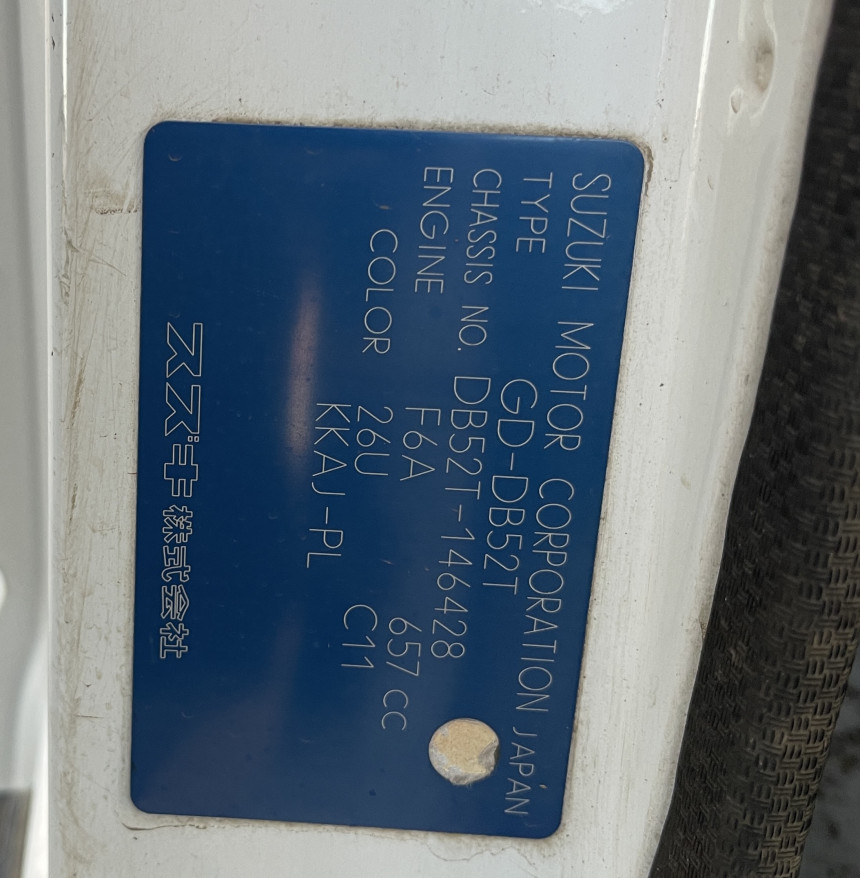 SUZUKI MOTOR CORPORATION JAPAN
TYPE GD-DB52T
CHASSIS NO. DB52T-146428
ENGINE F6A 657 CC
COLOR 26U C11
KKAJ-PL
スズキ株式会社